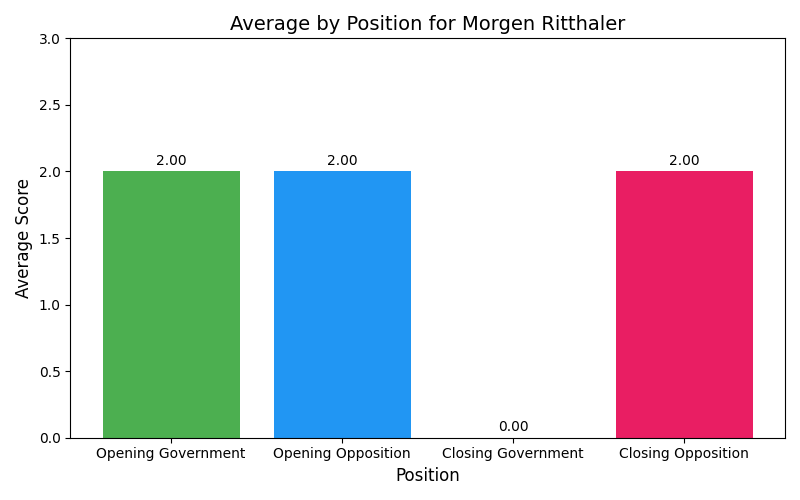 Average by Position for Morgen Ritthaler
Average Score
3.0
2.5
2.0
1.5
1.0
0.5
0.0
2.00
2.00
0.00
2.00
Opening Government
Opening Opposition
Closing Government
Closing Opposition
Position